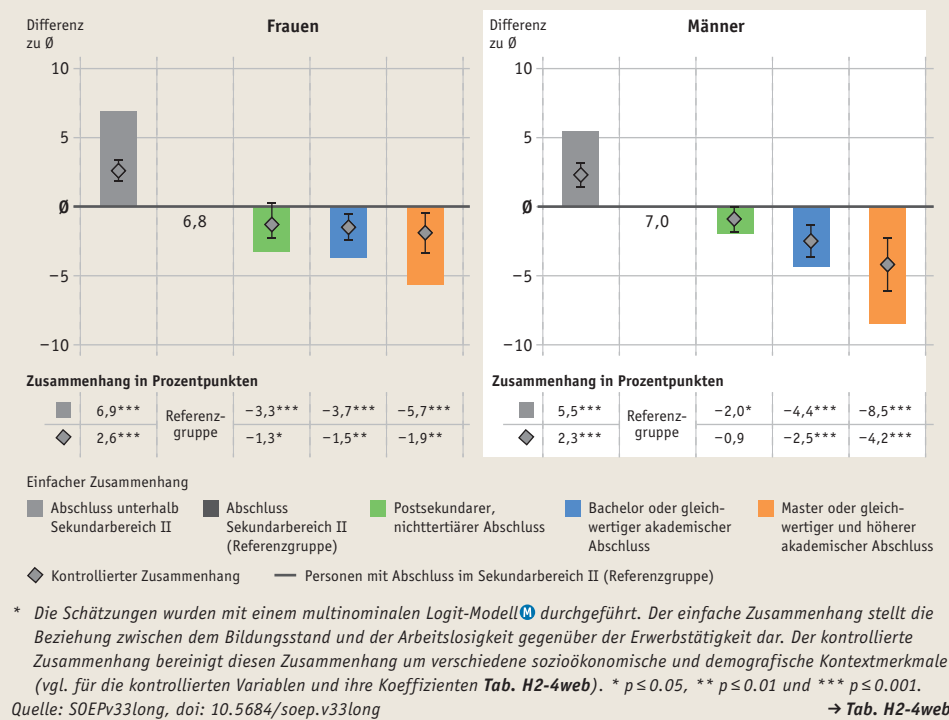 Differenz
zu Ø
Frauen
10
5
Ø
6,8
−5
−10
Zusammenhang in Prozentpunkten
6,9*** Referenz-gruppe −3,3*** −3,7*** −5,7***
2,6*** −1,3* −1,5** −1,9**
Differenz
zu Ø
Männer
10
5
Ø
7,0
−5
−10
Zusammenhang in Prozentpunkten
5,5*** Referenz-gruppe −2,0* −4,4*** −8,5***
2,3*** −0,9 −2,5*** −4,2***
Einfacher Zusammenhang
Abschluss unterhalb
Sekundarbereich II
Abschluss
Sekundarbereich II
(Referenzgruppe)
Postsekundarer,
nichttertiärer Abschluss
Bachelor oder gleich-
wertiger akademischer
Abschluss
Master oder gleich-
wertiger und höherer
akademischer Abschluss
Kontrollierter Zusammenhang
Personen mit Abschluss im Sekundarbereich II (Referenzgruppe)
* Die Schätzungen wurden mit einem multinominalen Logit-Modell M durchgeführt. Der einfache Zusammenhang stellt die
Beziehung zwischen dem Bildungsstand und der Arbeitslosigkeit gegenüber der Erwerbstätigkeit dar. Der kontrollierte
Zusammenhang bereinigt diesen Zusammenhang um verschiedene sozioökonomische und demografische Kontextmerkmale
(vgl. für die kontrollierten Variablen und ihre Koeffizienten Tab. H2-4web). * p≤0.05, ** p≤0.01 und *** p≤0.001.
Quelle: SOEPv33long, doi: 10.5684/soep.v33long
→ Tab. H2-4web